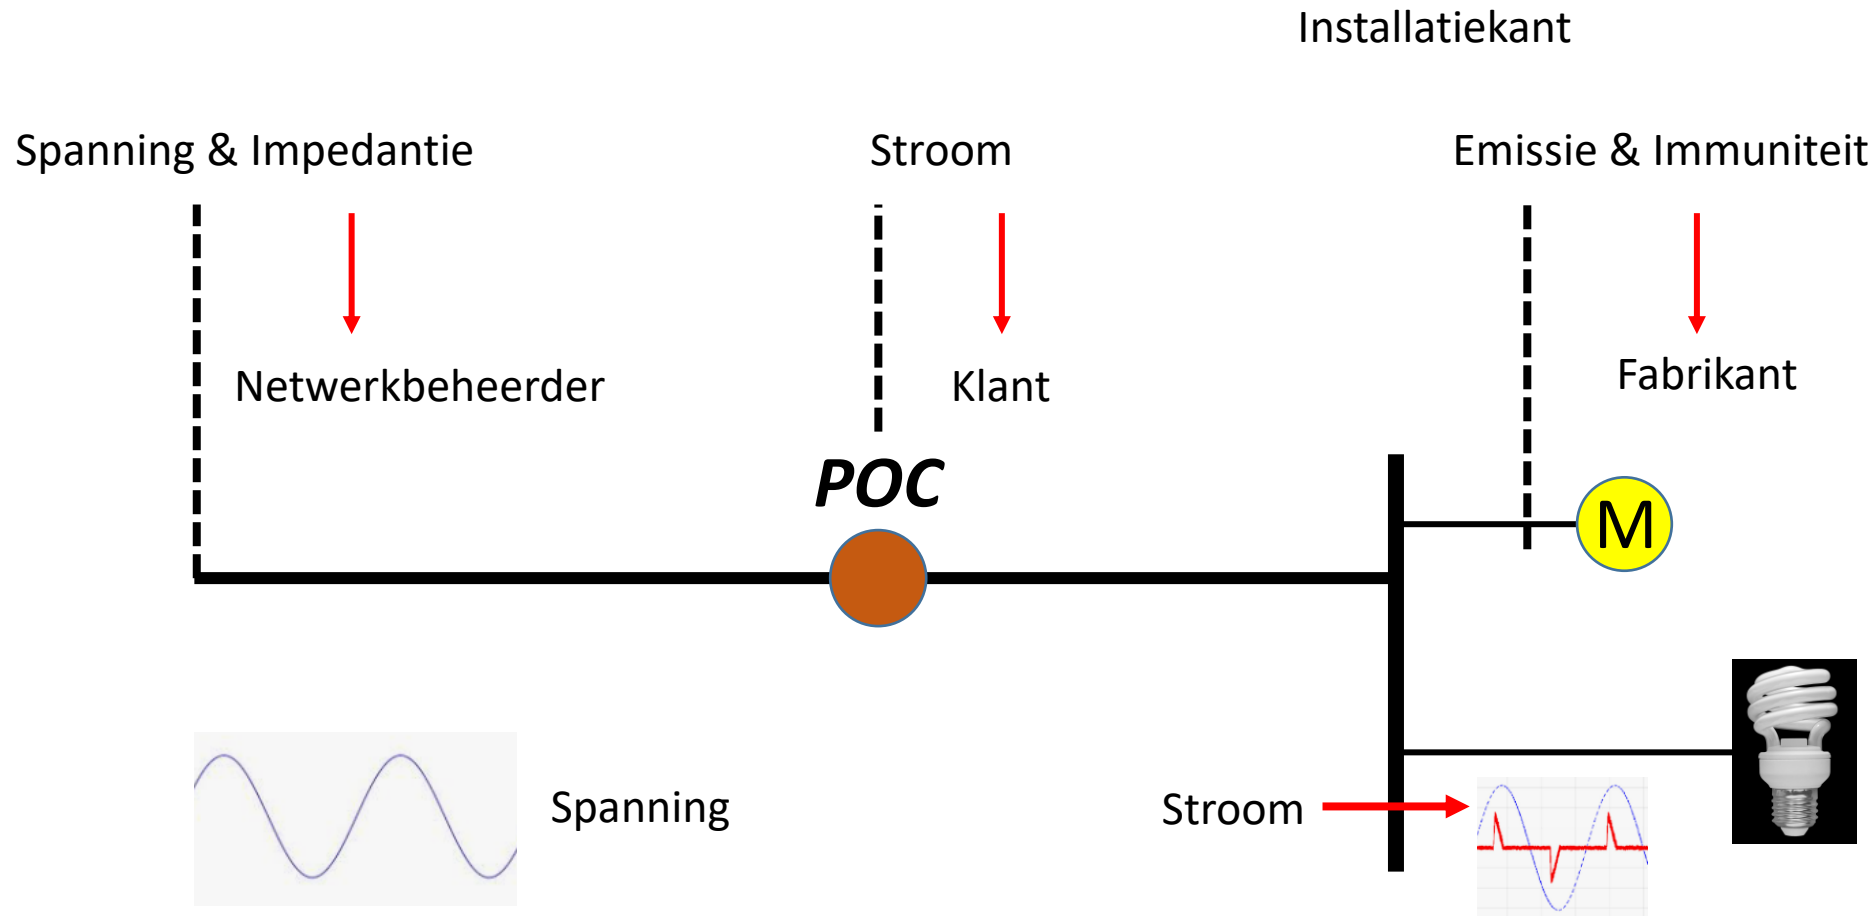 Installatiekant
Spanning & Impedantie
Stroom
Emissie & Immuniteit
Netwerkbeheerder
Klant
Fabrikant
POC
M
Spanning
Stroom